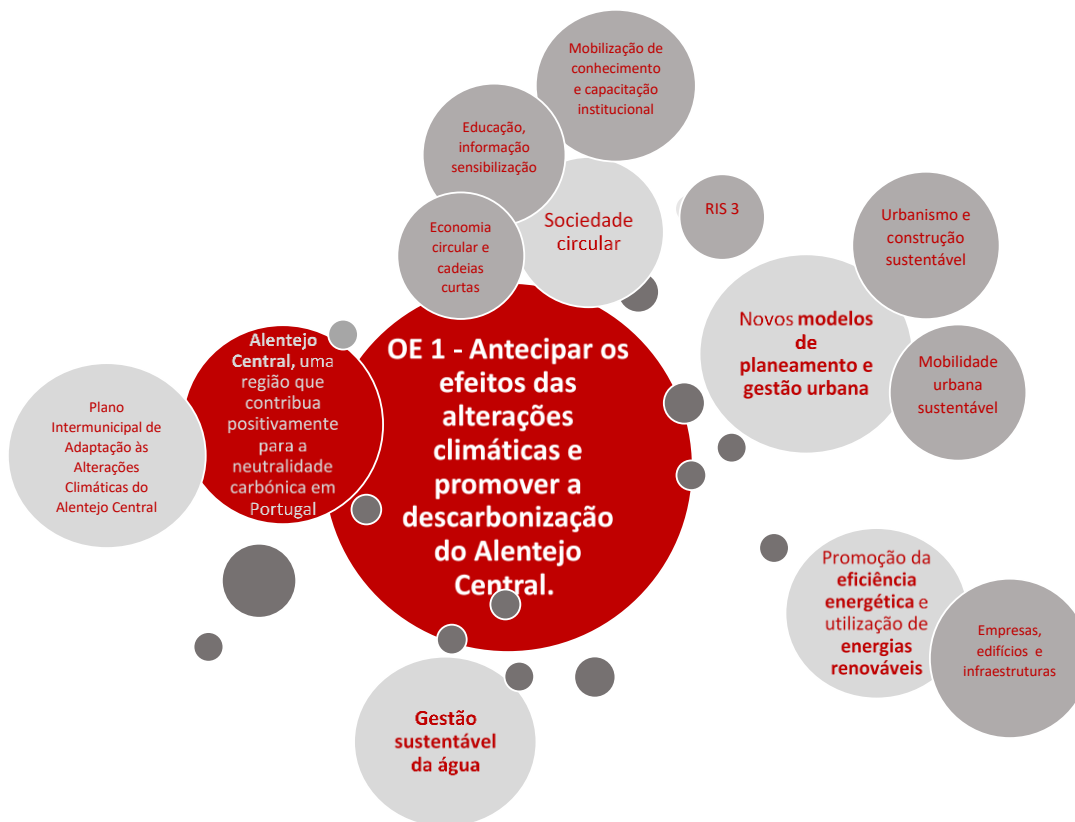 Mobilização de
conhecimento
e capacitação
institucional
Educação,
informação
sensibilização
Economia
circular e
cadeias
curtas
Sociedade
circular
RIS 3
Urbanismo e
construção
sustentável
Novos modelos
de
planeamento e
gestão urbana
Mobilidade
urbana
sustentável
OE 1 - Antecipar os
efeitos das
alterações
climáticas e
promover a
descarbonização
do Alentejo
Central.
Alentejo
Central, uma
região que
contribua
positivamente
para a
neutralidade
carbónica em
Portugal
Plano
Intermunicipal de
Adaptação às
Alterações
Climáticas do
Alentejo Central
Promoção da
eficiência
energética e
utilização de
energias
renováveis
Empresas,
edifícios e
infraestruturas
Gestão
sustentável
da água